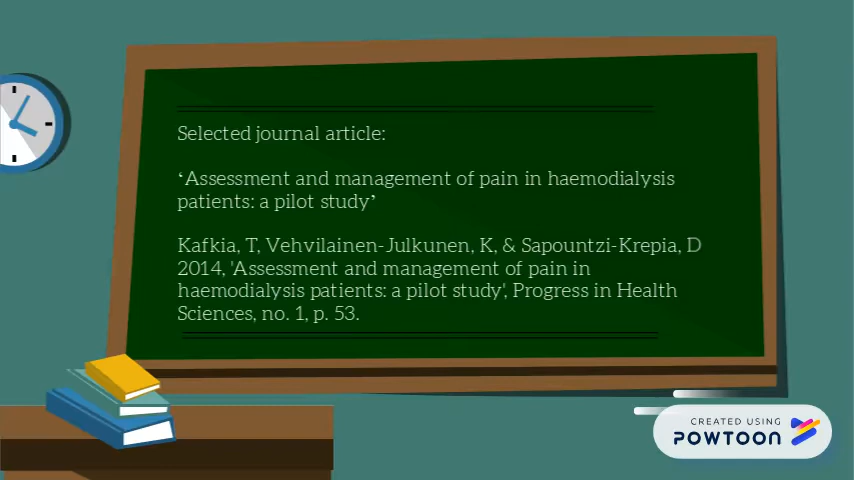 Selected journal article:
‘Assessment and management of pain in haemodialysis
patients: a pilot study’
Kafkia, T, Vehvilainen-Julkunen, K, & Sapountzi-Krepia, D
2014, 'Assessment and management of pain in
haemodialysis patients: a pilot study', Progress in Health
Sciences, no. 1, p. 53.
CREATED USING
POWTOON